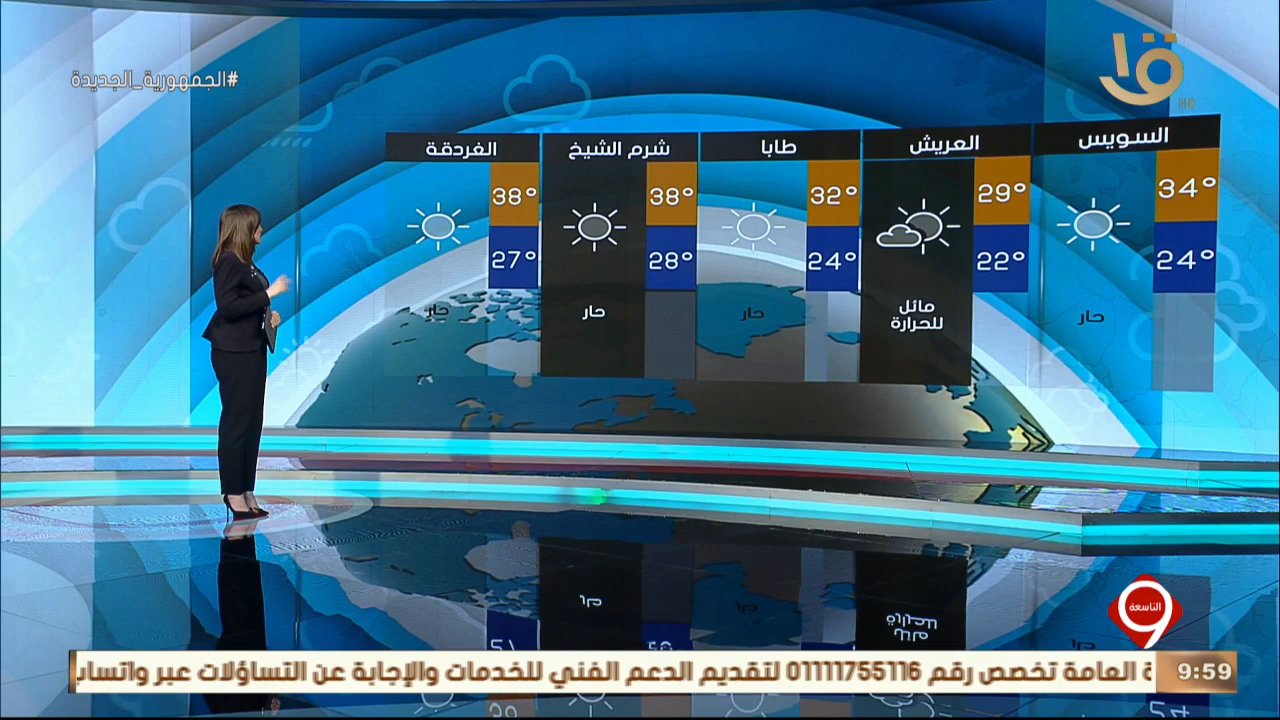 #الجمهورية_الجديدة
HD
السويس
34°
24°
حار
العريش
29°
22°
مائل
للحرارة
طابا
32°
24°
حار
شرم الشيخ
38°
28°
حار
الغردقة
38°
27°
حار
التاسعة
9
العامة تخصص رقم 01111755116 لتقديم الدعم الفني للخدمات والإجابة عن التساؤلات عبر واتساب
9:59